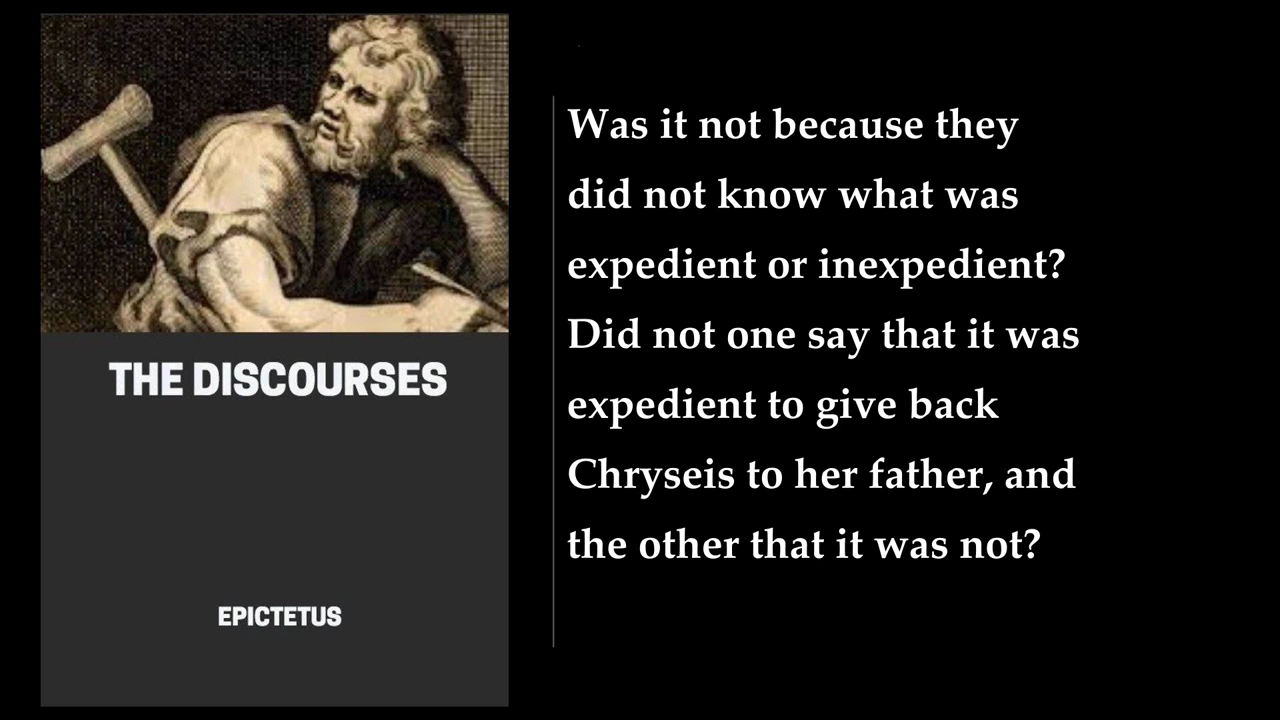 THE DISCOURSES
EPICTETUS
Was it not because they
did not know what was
expedient or inexpedient?
Did not one say that it was
expedient to give back
Chryseis to her father, and
the other that it was not?